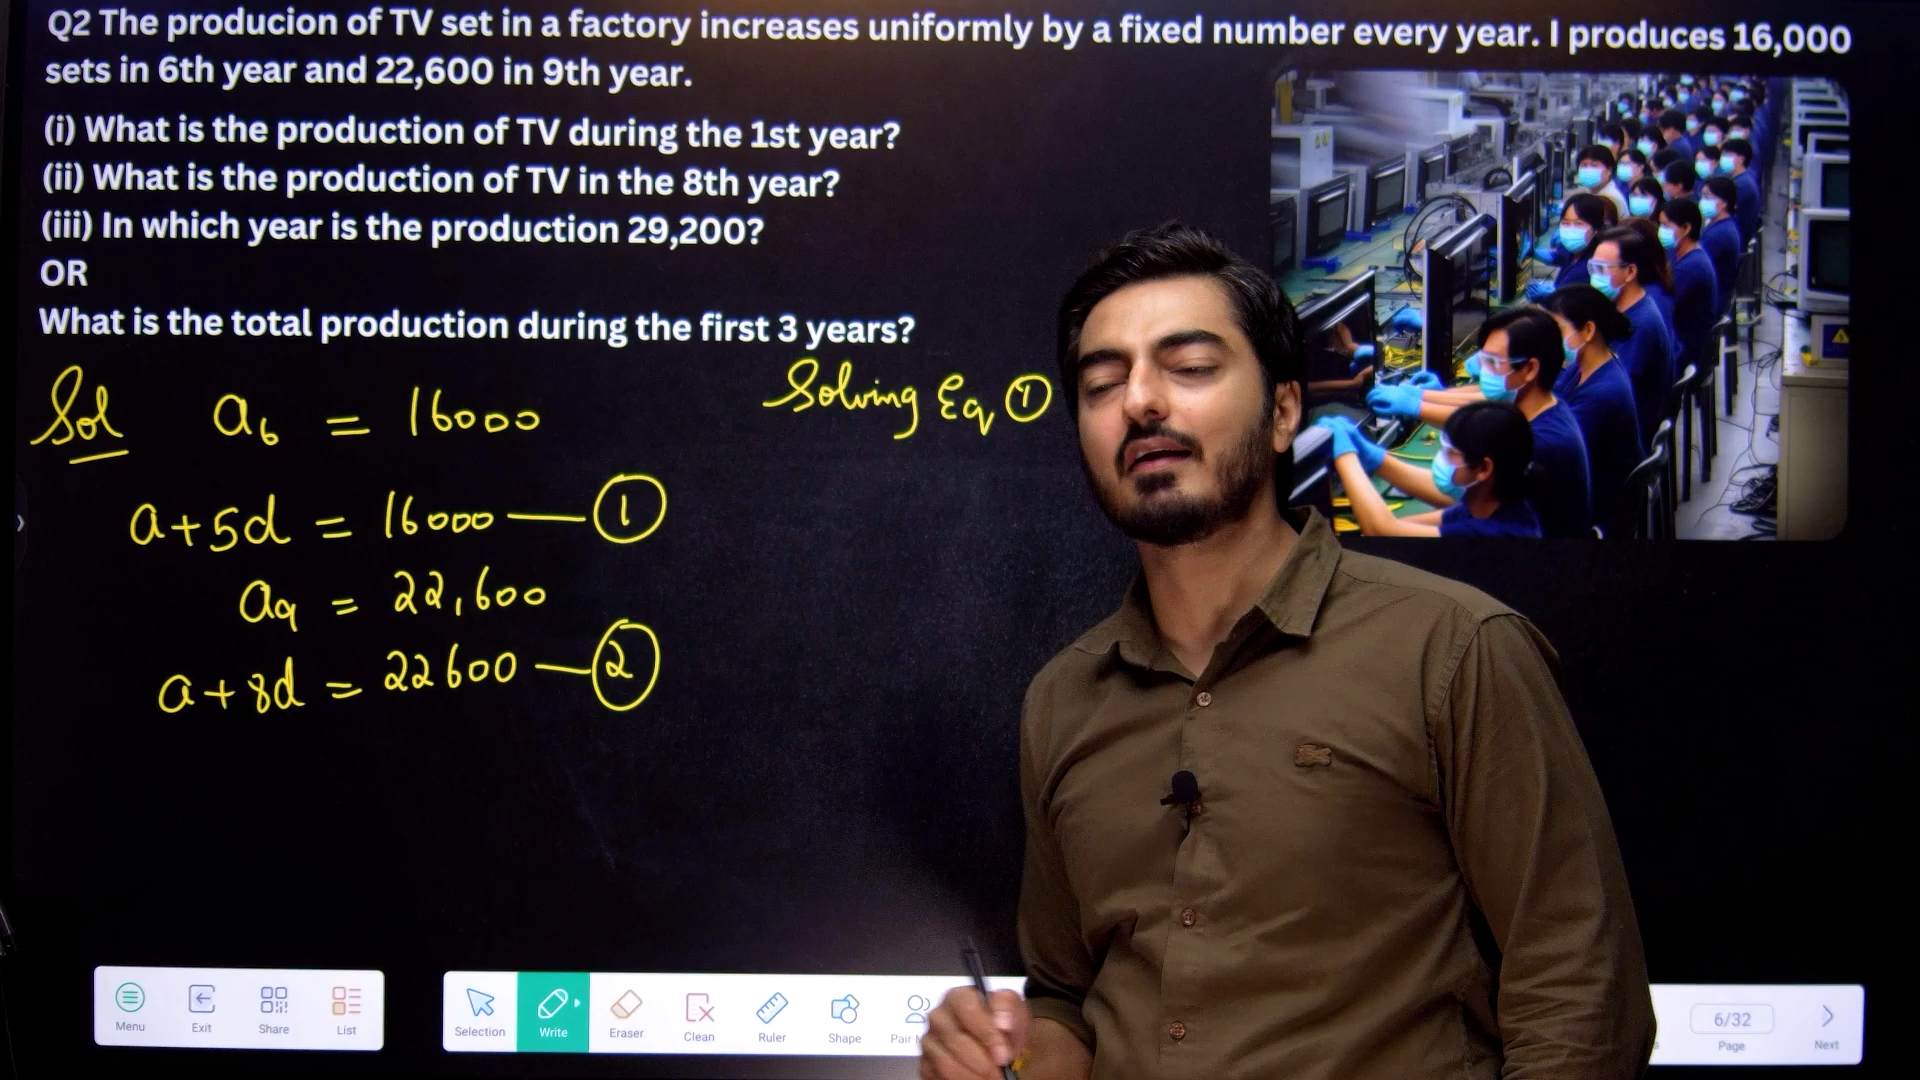 Q2 The producion of TV set in a factory increases uniformly by a fixed number every year. I produces 16,000
sets in 6th year and 22,600 in 9th year.
(i) What is the production of TV during the 1st year?
(ii) What is the production of TV in the 8th year?
(iii) In which year is the production 29,200?
OR
What is the total production during the first 3 years?
Sol a₆ = 16000
a+5d = 16000 — ①
a₉ = 22,600
a+8d = 22600 — ②
Solving Eq ①
Menu Exit Share List
Selection Write Eraser Clean Ruler Shape Pair
6/32
Page Next